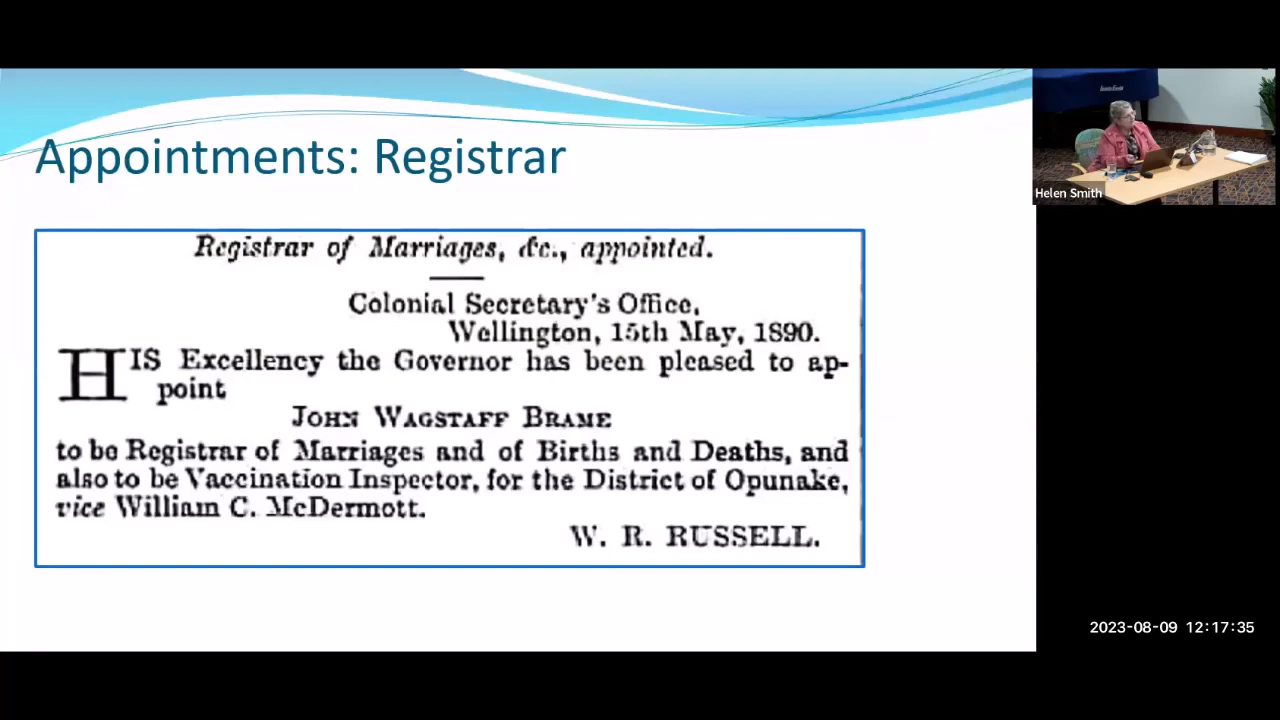 Appointments: Registrar
Registrar of Marriages, &c., appointed.
Colonial Secretary's Office,
Wellington, 15th May, 1890.
HIS Excellency the Governor has been pleased to ap-
point
JOHN WAGSTAFF BRAME
to be Registrar of Marriages and of Births and Deaths, and
also to be Vaccination Inspector, for the District of Opunake,
vice William C. McDermott.
W. R. RUSSELL.
Helen Smith
2023-08-09 12:17:35